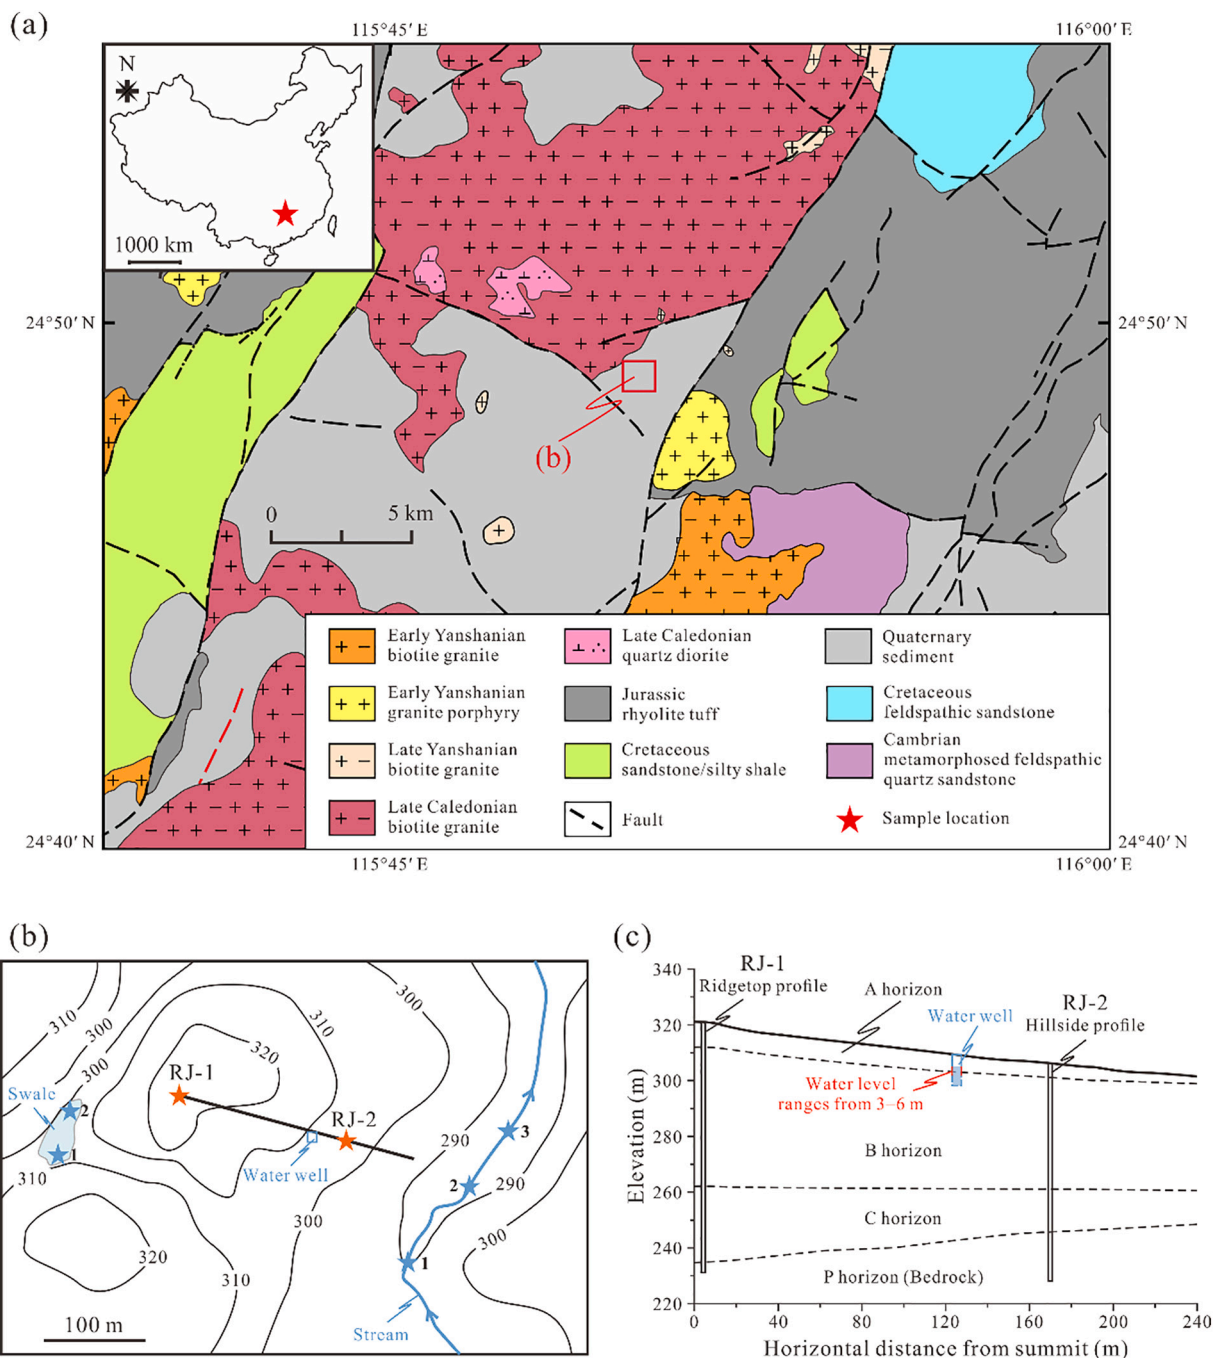 (a)
115°45′ E
116°00′ E
N
1000 km
24°50′ N
24°50′ N
(b)
0
5 km
Early Yanshanian
biotite granite
Late Caledonian
quartz diorite
Quaternary
sediment
Early Yanshanian
granite porphyry
Jurassic
rhyolite tuff
Cretaceous
feldspathic sandstone
Late Yanshanian
biotite granite
Cretaceous
sandstone/silty shale
Cambrian
metamorphosed feldspathic
quartz sandstone
Late Caledonian
biotite granite
Fault
Sample location
24°40′ N
24°40′ N
115°45′ E
116°00′ E
(b)
310
300
300
310
300
320
RJ-1
Swale
2
1
RJ-2
Water well
290
3
2
290
310
300
300
1
320
310
100 m
Stream
(c)
340
320
300
280
260
240
220
Elevation (m)
RJ-1
Ridgetop profile
A horizon
Water well
RJ-2
Hillside profile
Water level
ranges from 3–6 m
B horizon
C horizon
P horizon (Bedrock)
0
40
80
120
160
200
240
Horizontal distance from summit (m)